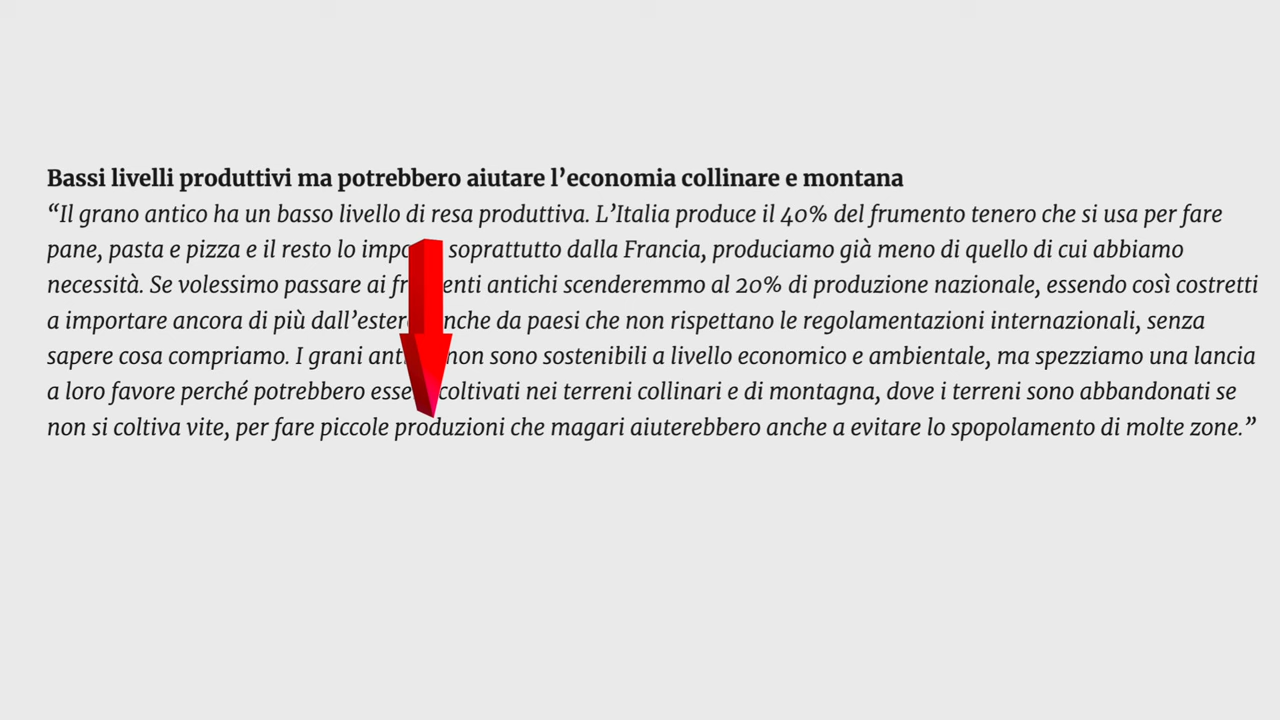 Bassi livelli produttivi ma potrebbero aiutare l’economia collinare e montana
“Il grano antico ha un basso livello di resa produttiva. L’Italia produce il 40% del frumento tenero che si usa per fare
pane, pasta e pizza e il resto lo soprattutto dalla Francia, produciamo già meno di quello di cui abbiamo
necessità. Se volessimo passare ai antichi scenderemmo al 20% di produzione nazionale, essendo così costretti
a importare ancora di più da paesi che non rispettano le regolamentazioni internazionali, senza
sapere cosa compriamo. I grani non sono sostenibili a livello economico e ambientale, ma spezziamo una lancia
a loro favore perché potrebbero coltivati nei terreni collinari e di montagna, dove i terreni sono abbandonati se
non si coltiva vite, per fare piccole produzioni che magari aiuterebbero anche a evitare lo spopolamento di molte zone.”